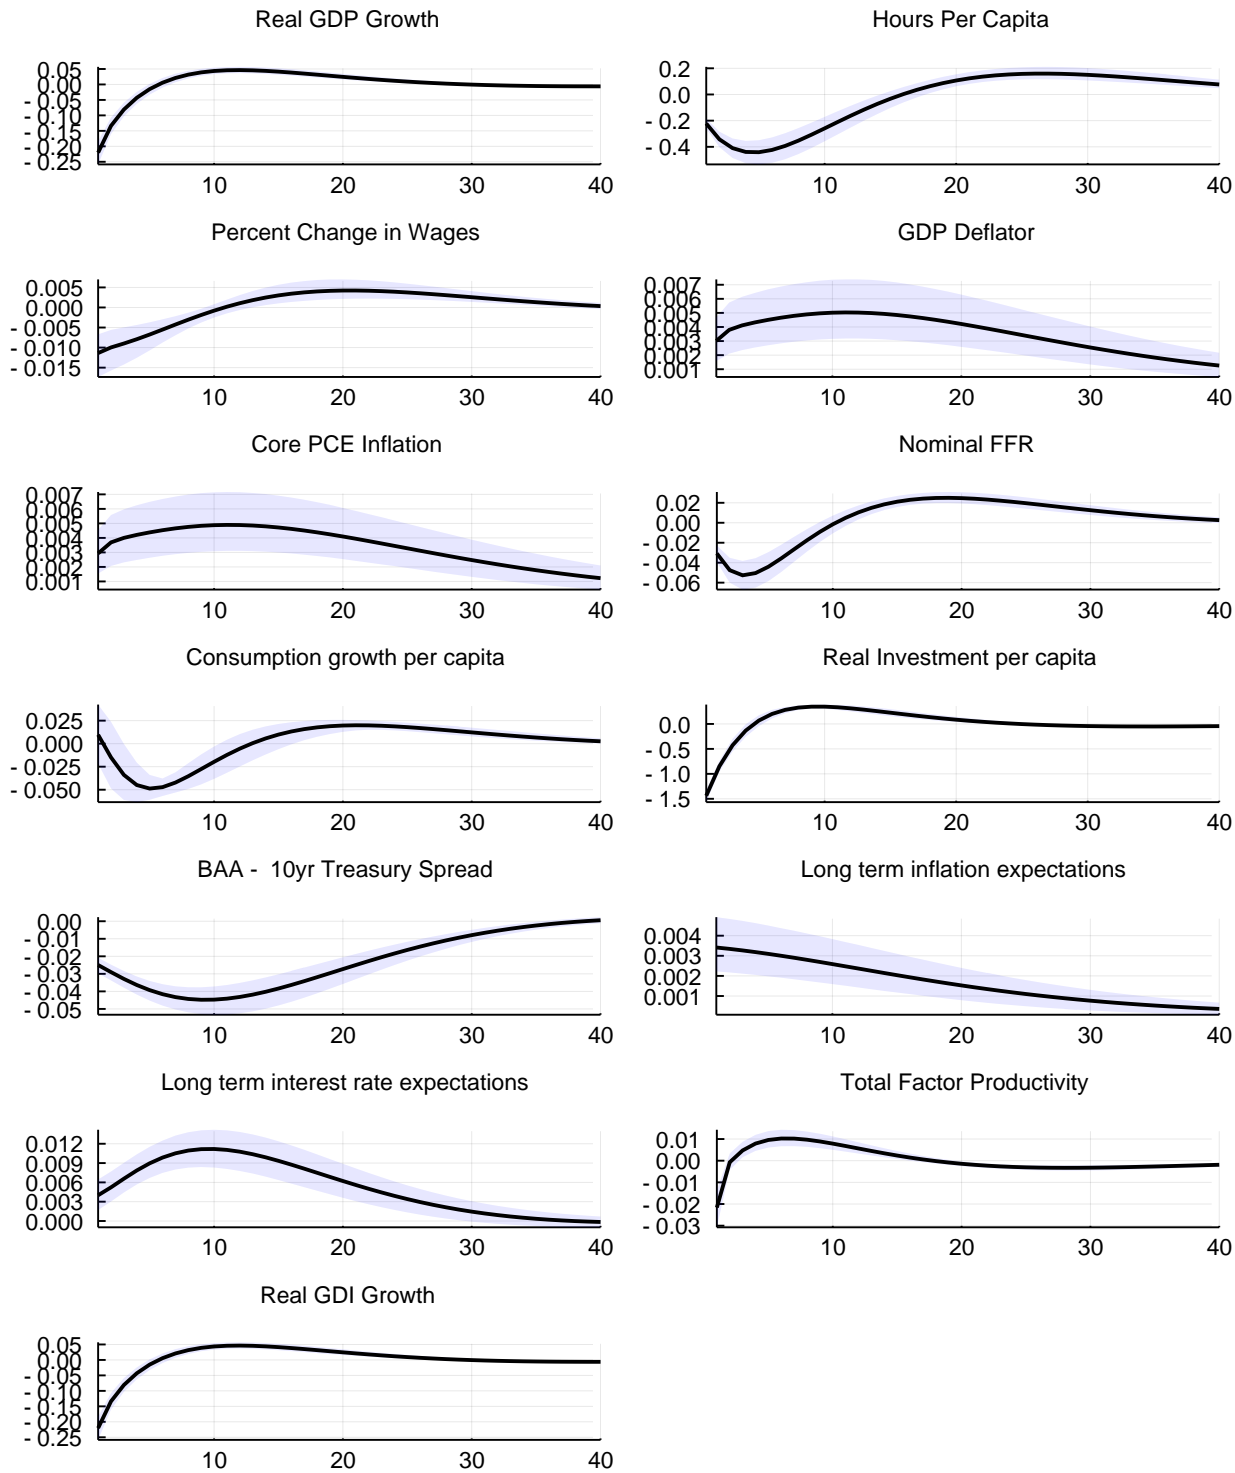 Real GDP Growth
0.05
0.00
- 0.05
- 0.10
- 0.15
- 0.20
- 0.25
10 20 30 40
Hours Per Capita
0.2
0.0
- 0.2
- 0.4
10 20 30 40
Percent Change in Wages
0.005
0.000
- 0.005
- 0.010
- 0.015
10 20 30 40
GDP Deflator
0.007
0.006
0.005
0.004
0.003
0.002
0.001
10 20 30 40
Core PCE Inflation
0.007
0.006
0.005
0.004
0.003
0.002
0.001
10 20 30 40
Nominal FFR
0.02
0.00
- 0.02
- 0.04
- 0.06
10 20 30 40
Consumption growth per capita
0.025
0.000
- 0.025
- 0.050
10 20 30 40
Real Investment per capita
0.0
- 0.5
- 1.0
- 1.5
10 20 30 40
BAA -  10yr Treasury Spread
0.00
- 0.01
- 0.02
- 0.03
- 0.04
- 0.05
10 20 30 40
Long term inflation expectations
0.004
0.003
0.002
0.001
10 20 30 40
Long term interest rate expectations
0.012
0.009
0.006
0.003
0.000
10 20 30 40
Total Factor Productivity
0.01
0.00
- 0.01
- 0.02
- 0.03
10 20 30 40
Real GDI Growth
0.05
0.00
- 0.05
- 0.10
- 0.15
- 0.20
- 0.25
10 20 30 40